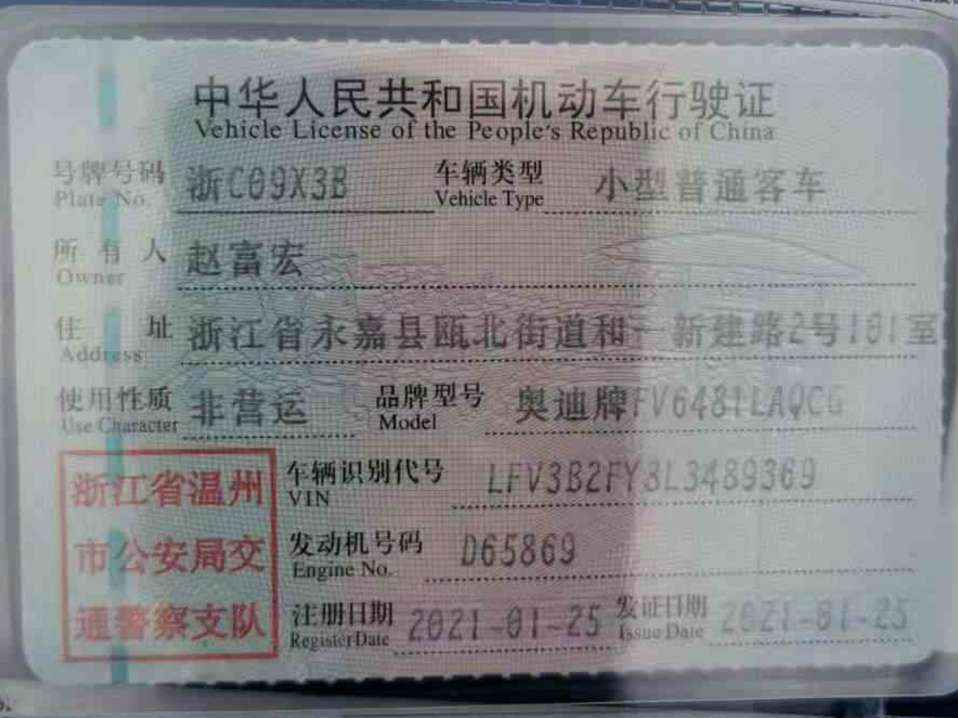 中华人民共和国机动车行驶证
Vehicle License of the People's Republic of China
号牌号码 浙C09X3B 车辆类型 小型普通客车
Plate No. Vehicle Type
所有人 赵富宏
Owner
住址 浙江省永嘉县瓯北街道和一新建路2号101室
Address
使用性质 非营运 品牌型号 奥迪牌FV6481LAQCG
Use Character Model
浙江省温州 车辆识别代号 LFV3B2FY8L3489369
VIN
市公安局交 发动机号码 D65869
Engine No.
通警察支队 注册日期 2021-01-25 发证日期 2021-01-25
Register Date Issue Date